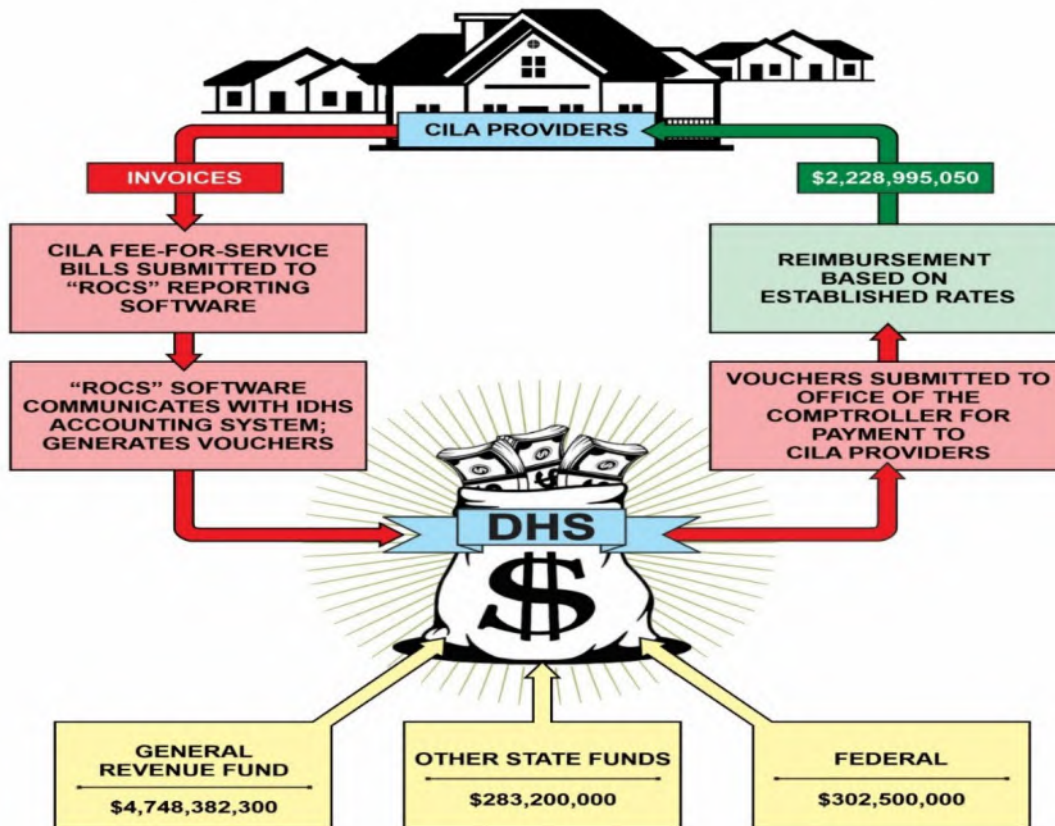 CILA PROVIDERS
INVOICES
$2,228,995,050
CILA FEE-FOR-SERVICE
BILLS SUBMITTED TO
“ROCS” REPORTING
SOFTWARE
REIMBURSEMENT
BASED ON
ESTABLISHED RATES
“ROCS” SOFTWARE
COMMUNICATES WITH IDHS
ACCOUNTING SYSTEM;
GENERATES VOUCHERS
VOUCHERS SUBMITTED TO
OFFICE OF THE
COMPTROLLER FOR
PAYMENT TO
CILA PROVIDERS
DHS
$
GENERAL
REVENUE FUND
$4,748,382,300
OTHER STATE FUNDS
$283,200,000
FEDERAL
$302,500,000